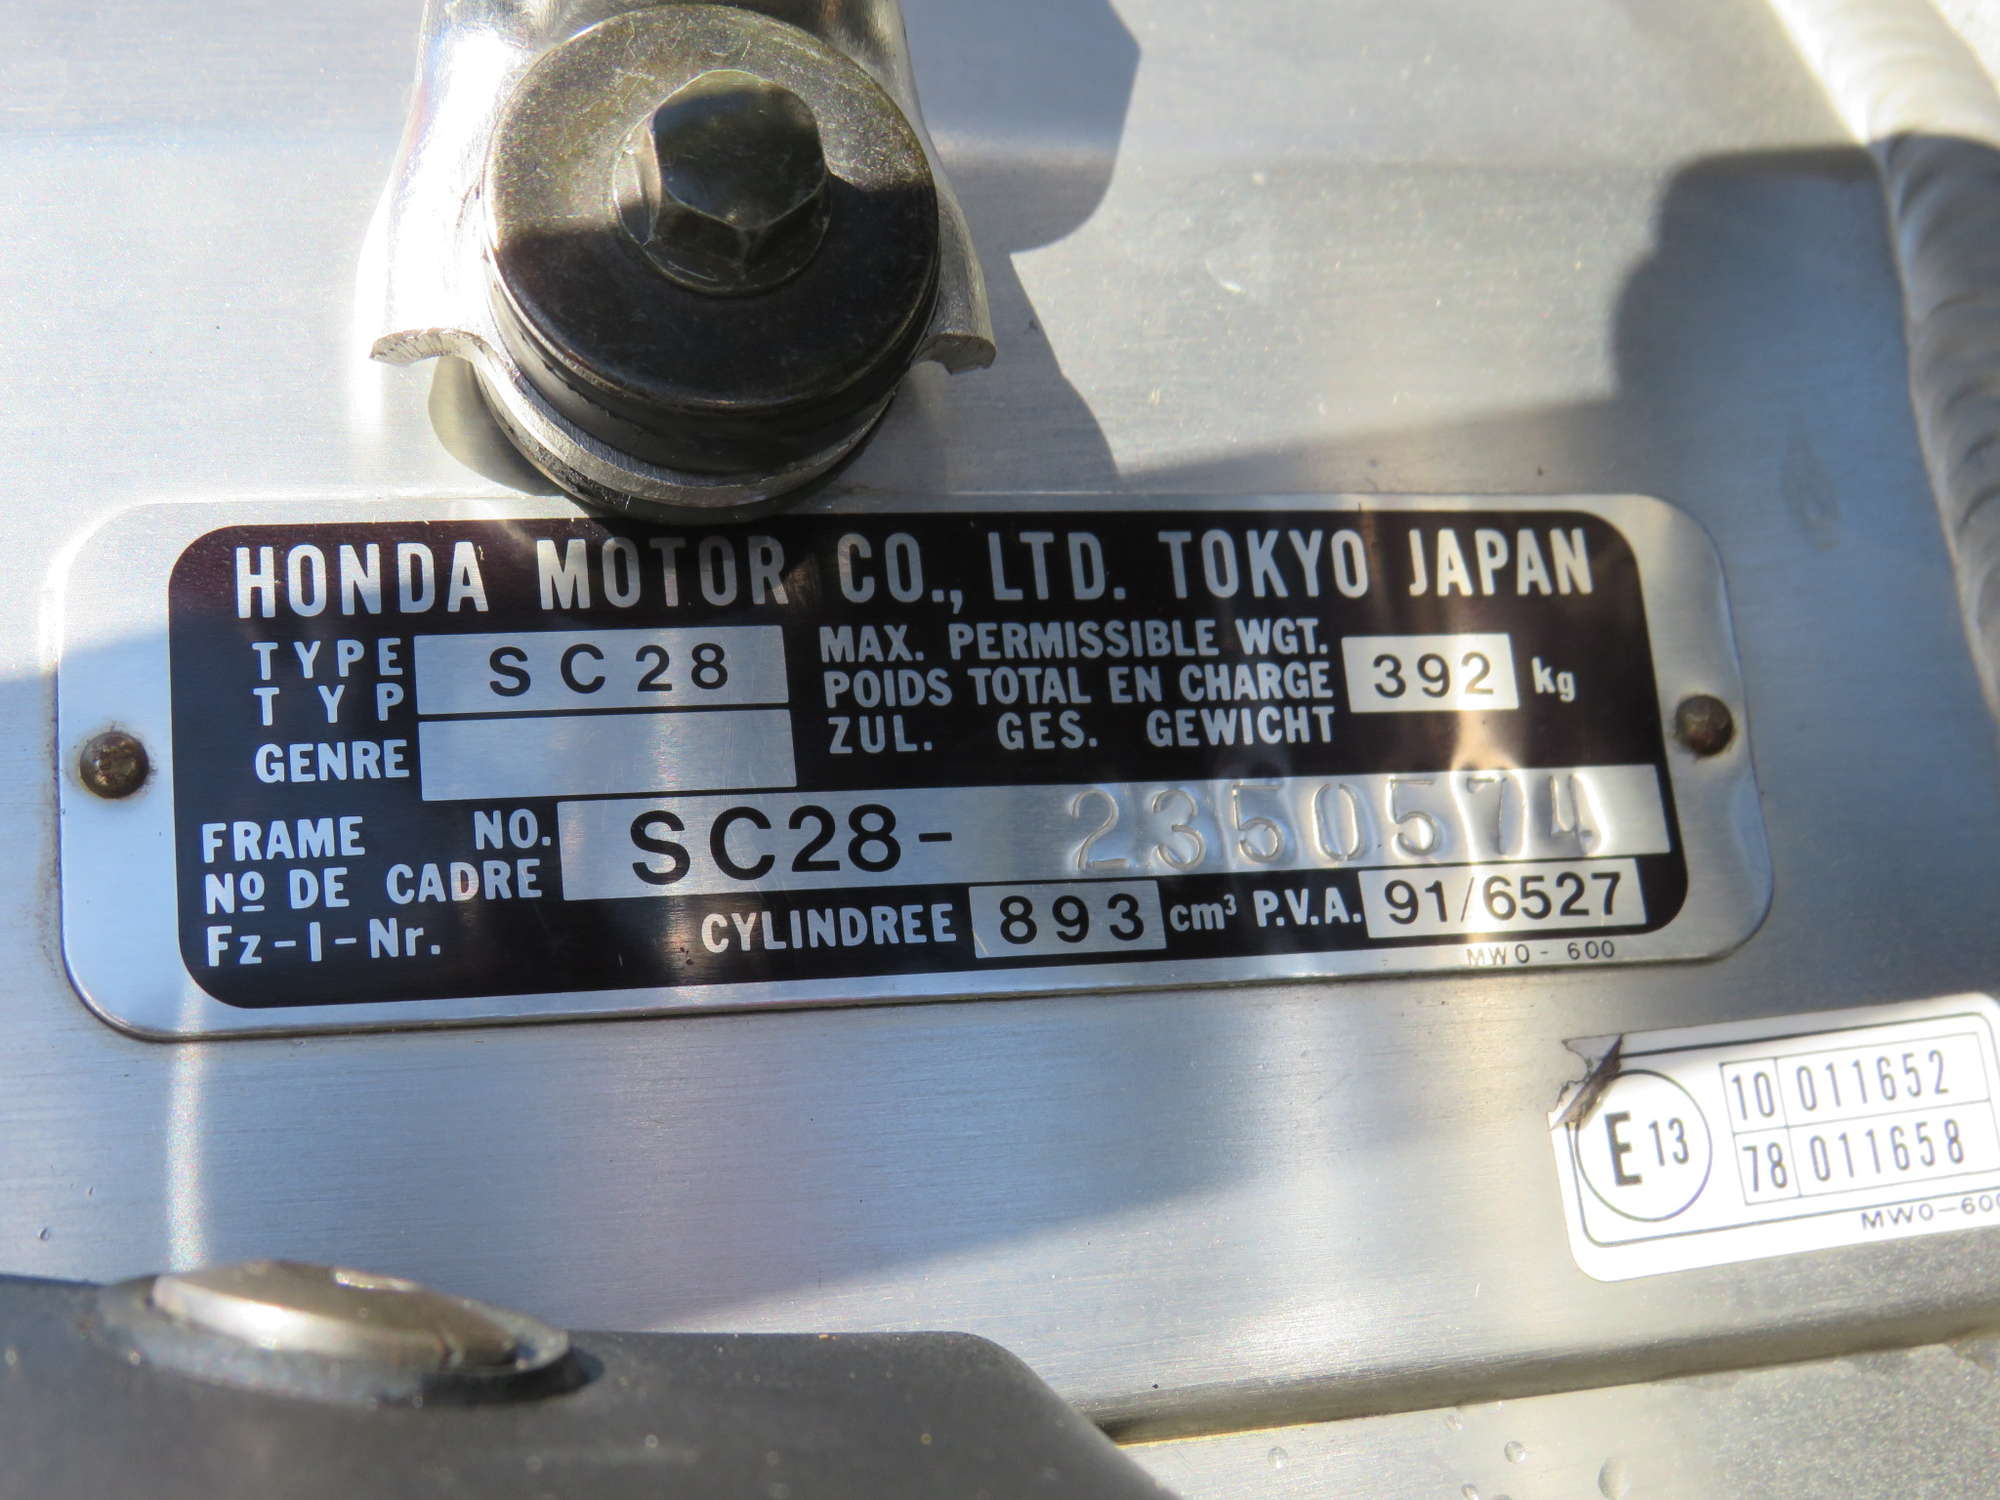 HONDA MOTOR CO., LTD. TOKYO JAPAN
TYPE
TYP
SC28
GENRE
MAX. PERMISSIBLE WGT.
POIDS TOTAL EN CHARGE
ZUL. GES. GEWICHT
392 kg
FRAME NO.
Nº DE CADRE
Fz-I-Nr.
SC28- 2350574
CYLINDREE 893 cm³ P.V.A. 91/6527
MW0-600
E13
10 011652
78 011658
MW0-600